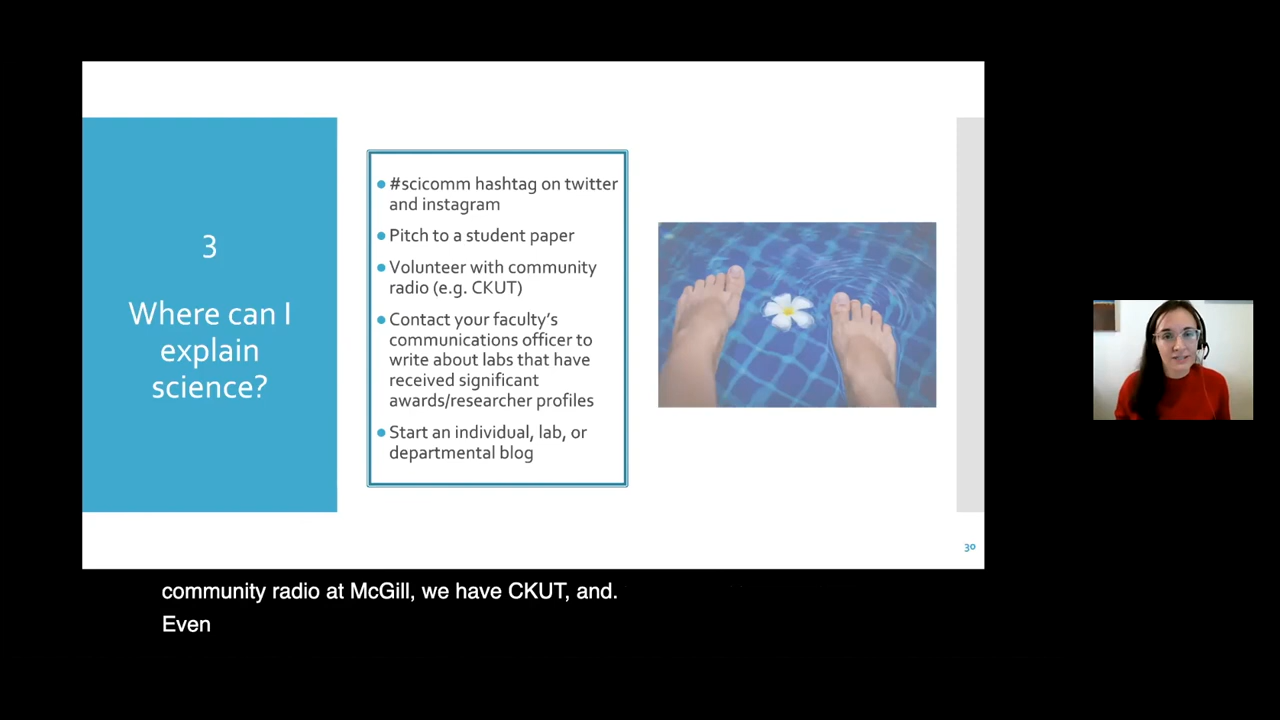 3
Where can I
explain
science?
#scicomm hashtag on twitter
and instagram
Pitch to a student paper
Volunteer with community
radio (e.g. CKUT)
Contact your faculty's
communications officer to
write about labs that have
received significant
awards/researcher profiles
Start an individual, lab, or
departmental blog
30
community radio at McGill, we have CKUT, and.
Even